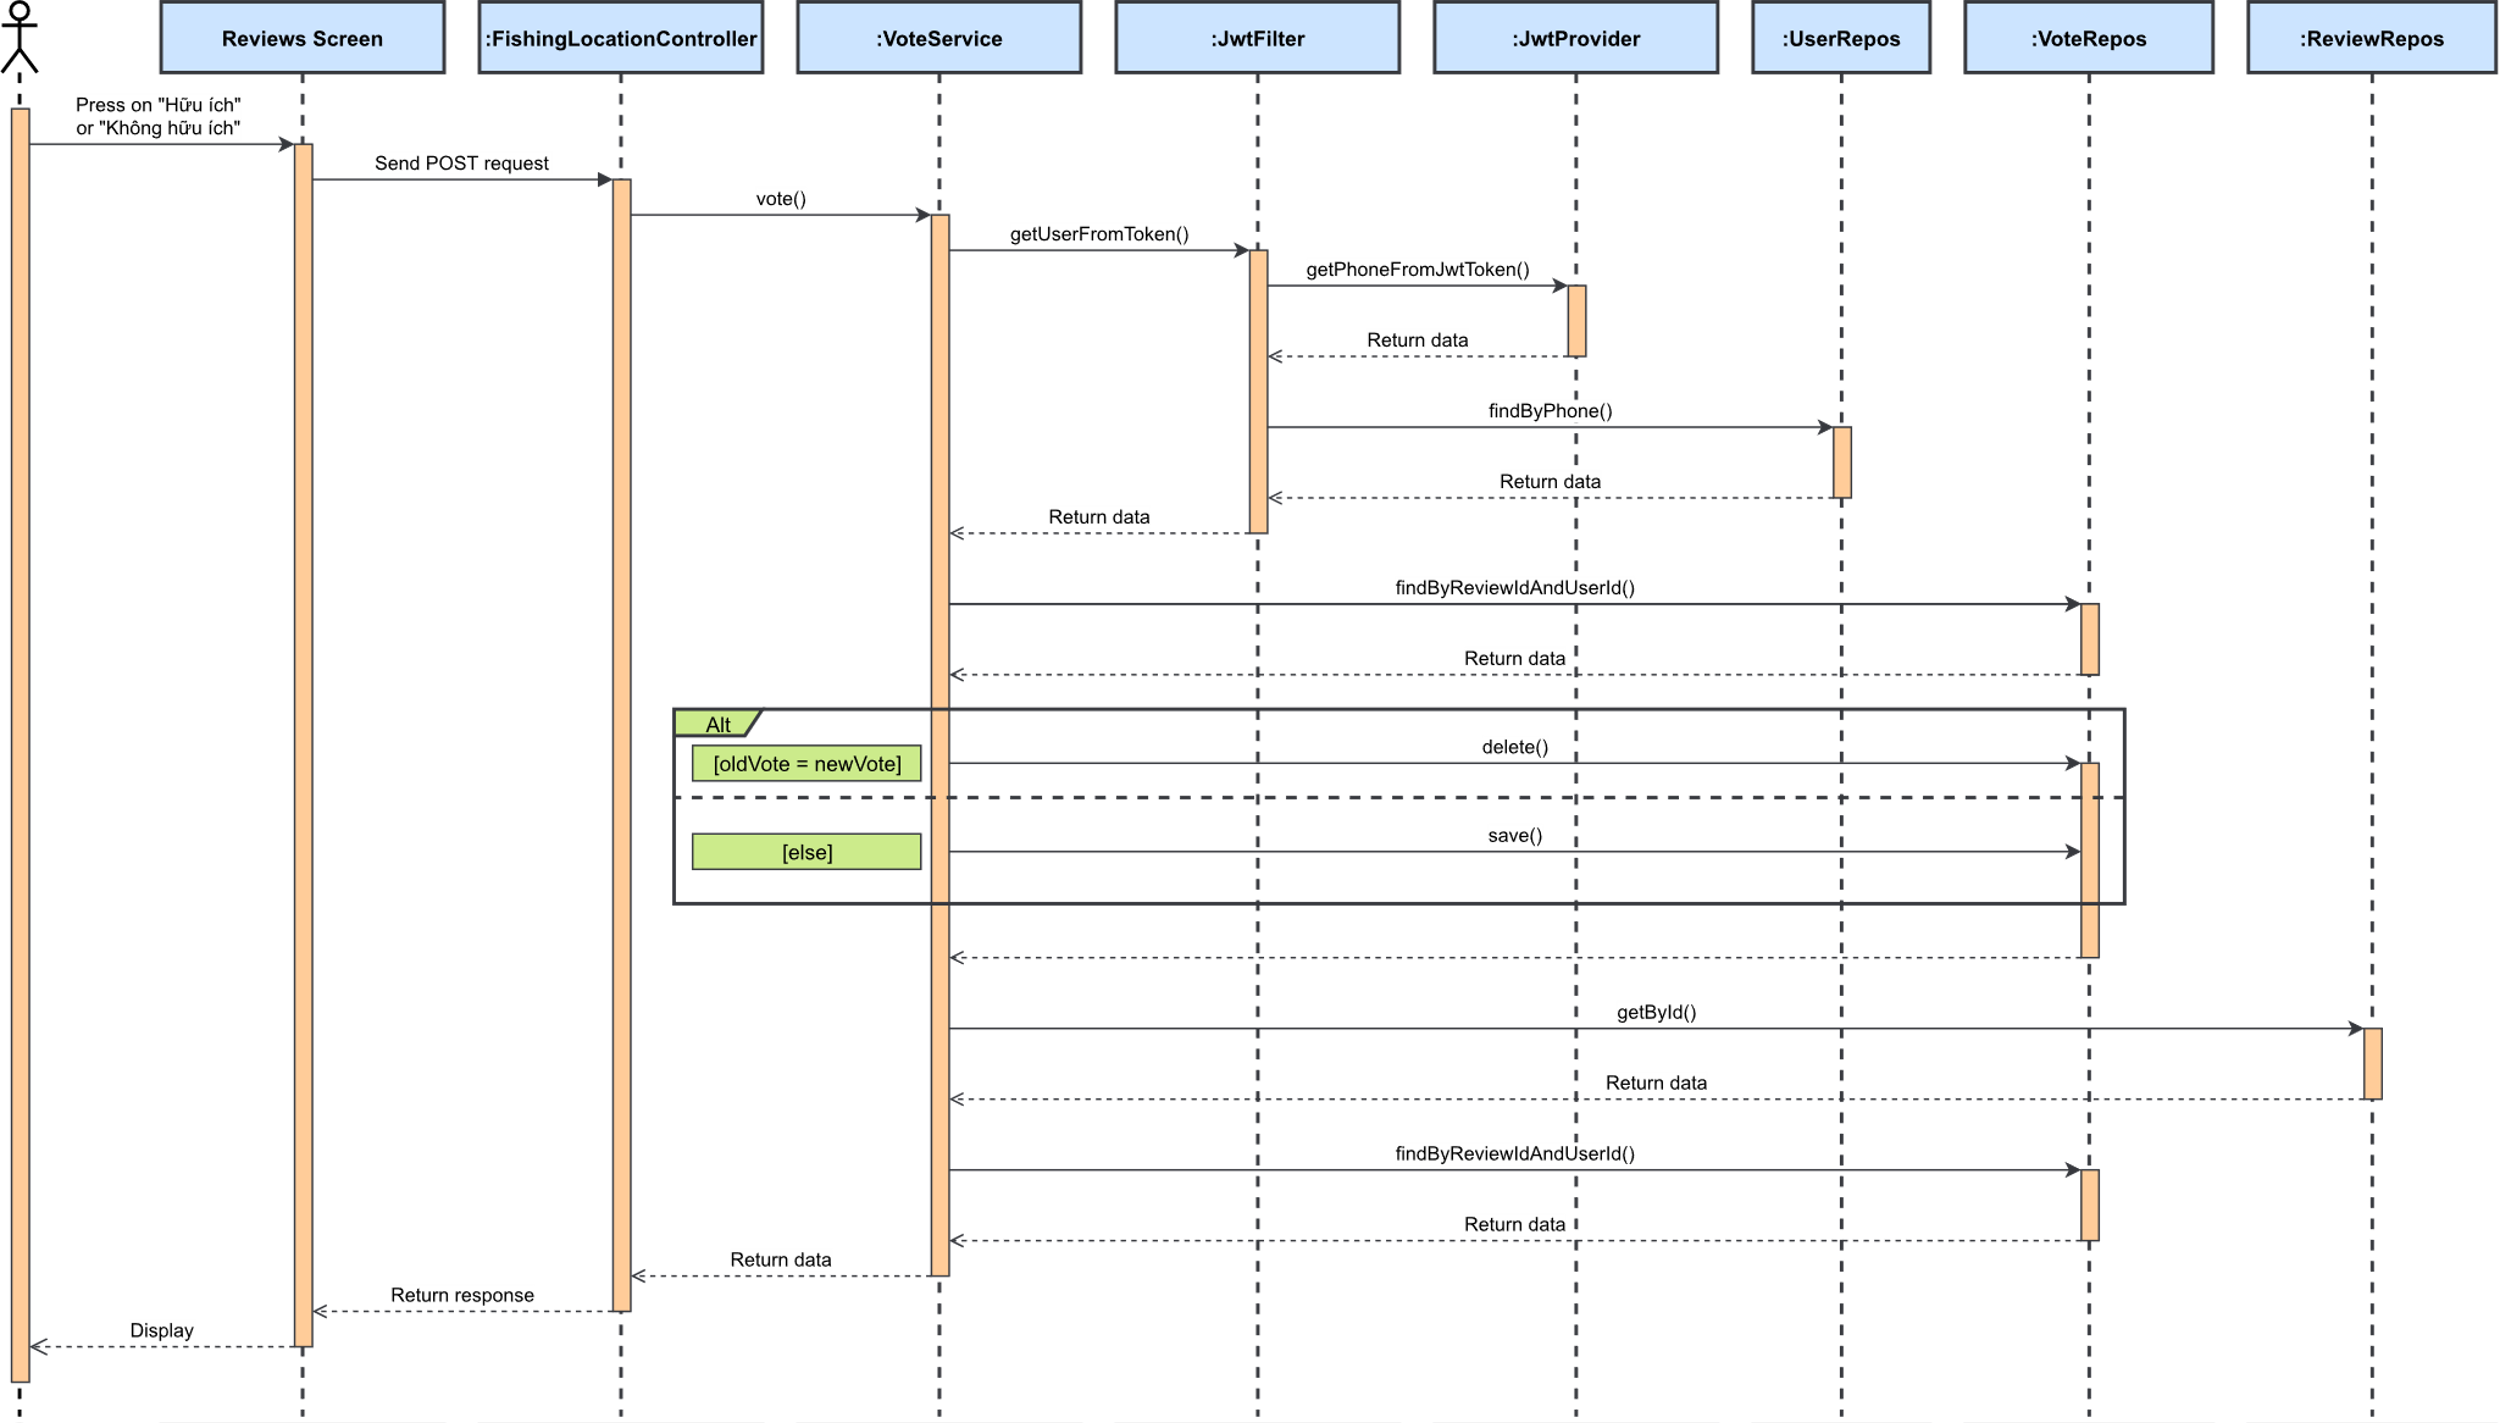 Reviews Screen
:FishingLocationController
:VoteService
:JwtFilter
:JwtProvider
:UserRepos
:VoteRepos
:ReviewRepos
Press on "Hữu ích"
or "Không hữu ích"
Send POST request
vote()
getUserFromToken()
getPhoneFromJwtToken()
Return data
findByPhone()
Return data
Return data
findByReviewIdAndUserId()
Return data
Alt
[oldVote = newVote]
delete()
[else]
save()
getById()
Return data
findByReviewIdAndUserId()
Return data
Return data
Return response
Display